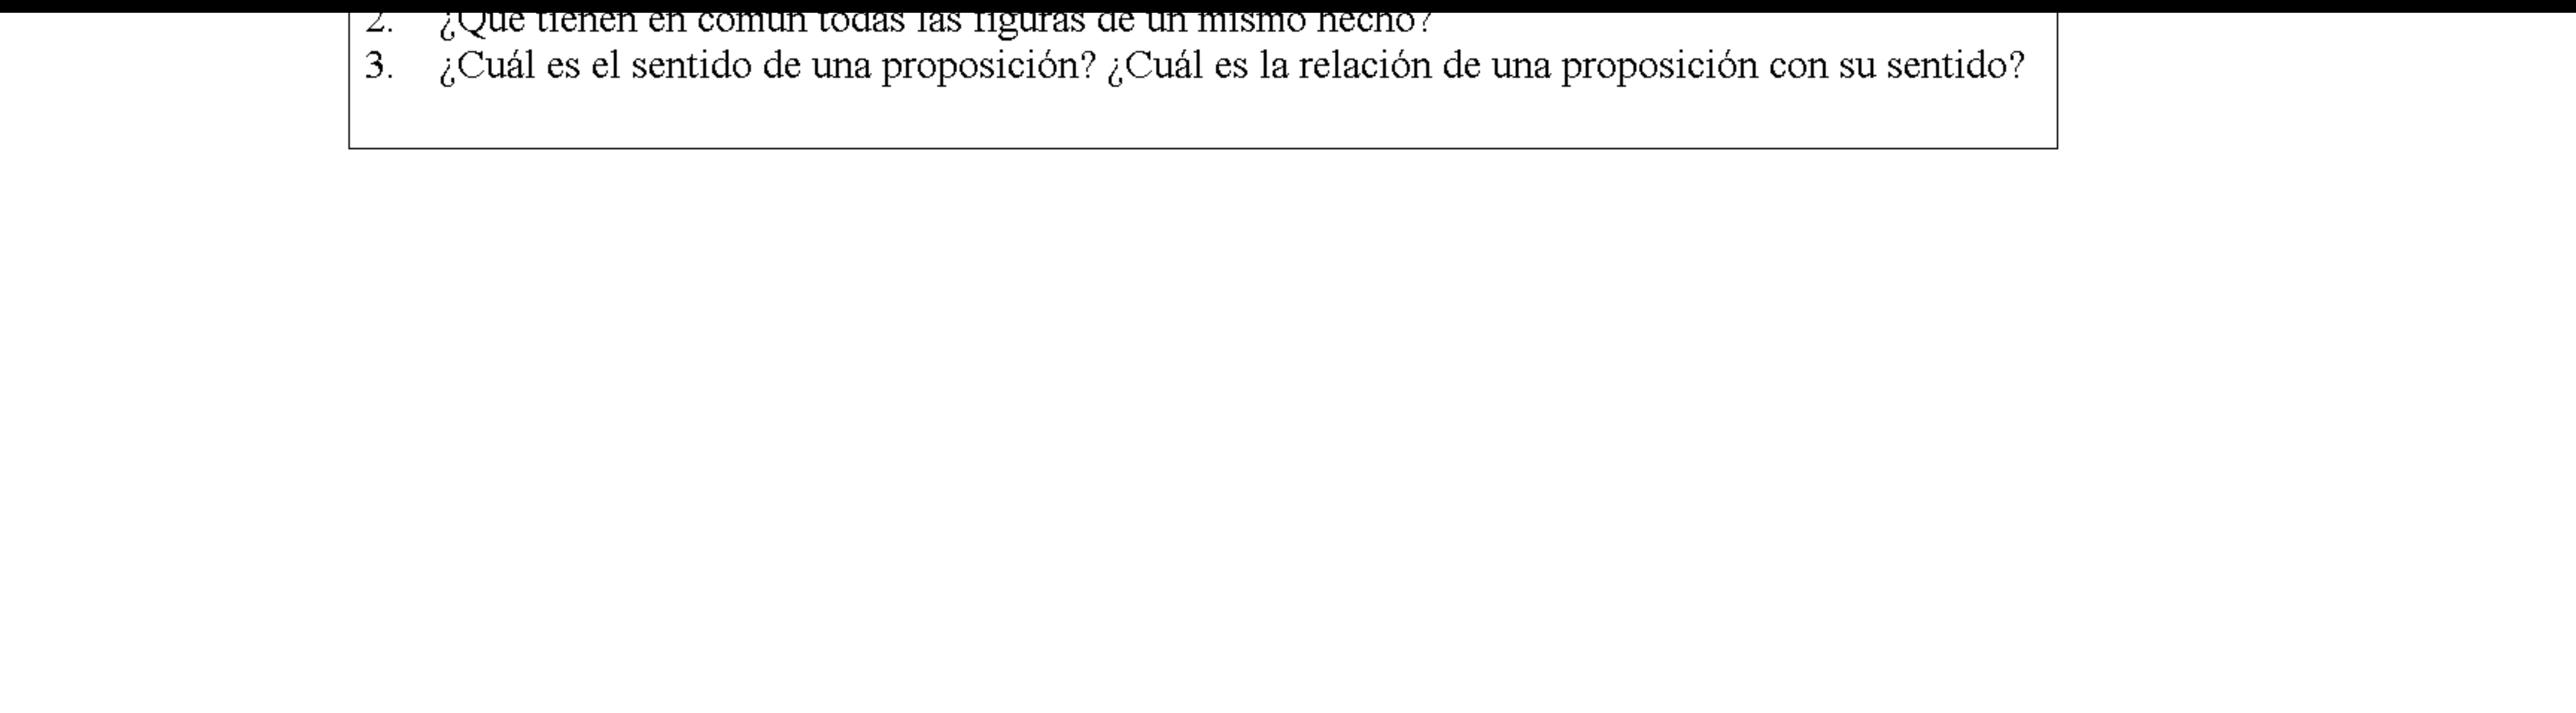 2. ¿Qué tienen en común todas las figuras de un mismo hecho?
3. ¿Cuál es el sentido de una proposición? ¿Cuál es la relación de una proposición con su sentido?